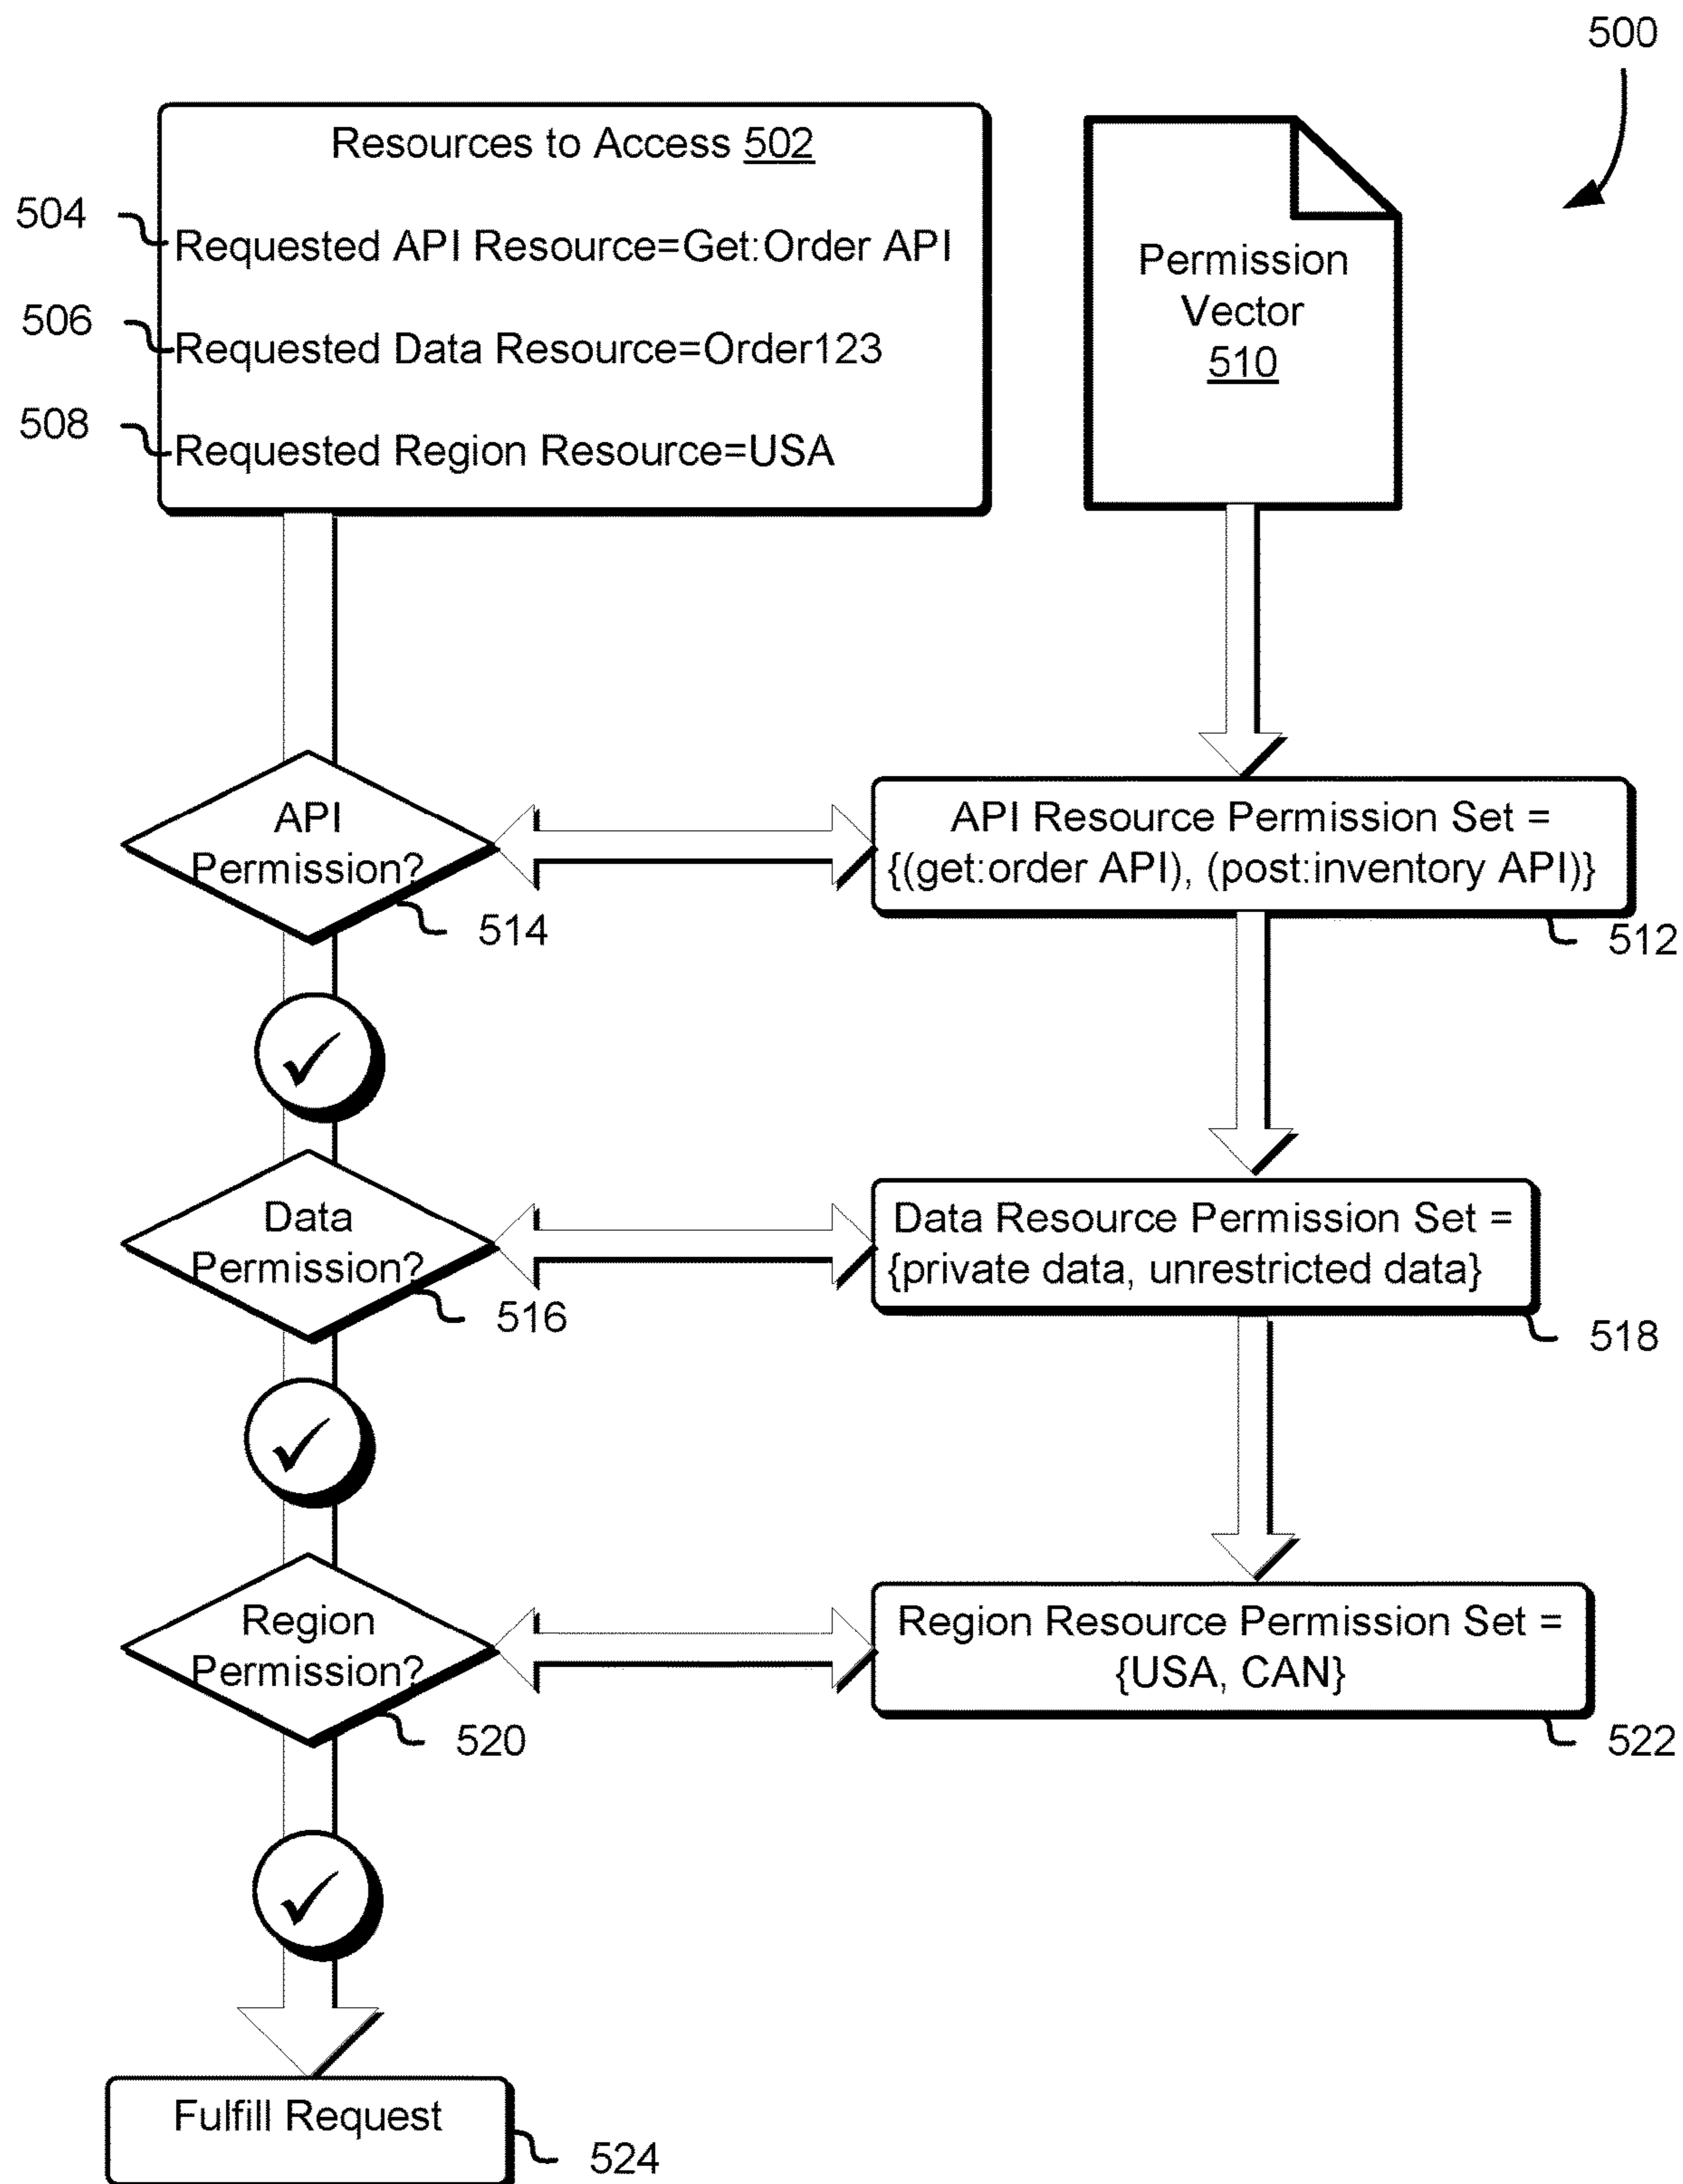 500
Resources to Access 502
504
Requested API Resource=Get:Order API
506
Requested Data Resource=Order123
508
Requested Region Resource=USA
Permission
Vector
510
API
Permission?
514
API Resource Permission Set =
{(get:order API), (post:inventory API)}
512
Data
Permission?
516
Data Resource Permission Set =
{private data, unrestricted data}
518
Region
Permission?
520
Region Resource Permission Set =
{USA, CAN}
522
Fulfill Request
524